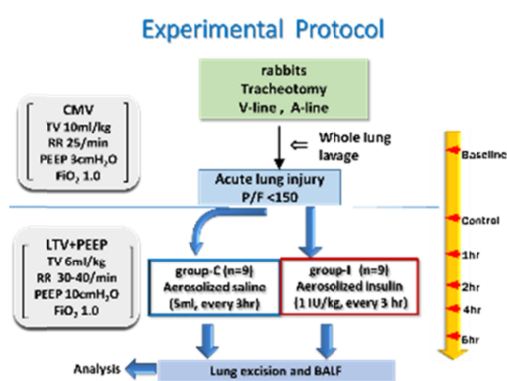 Experimental Protocol
rabbits
Tracheotomy
V-line , A-line
CMV
TV 10ml/kg
RR 25/min
PEEP 3cmH₂O
FiO₂ 1.0
⇐ Whole lung
lavage
Acute lung injury
P/F <150
Baseline
Control
1hr
2hr
4hr
6hr
LTV+PEEP
TV 6ml/kg
RR 30-40/min
PEEP 10cmH₂O
FiO₂ 1.0
group-C (n=9)
Aerosolized saline
(5ml, every 3hr)
group-I (n=9)
Aerosolized insulin
(1 IU/kg, every 3 hr)
Analysis
Lung excision and BALF